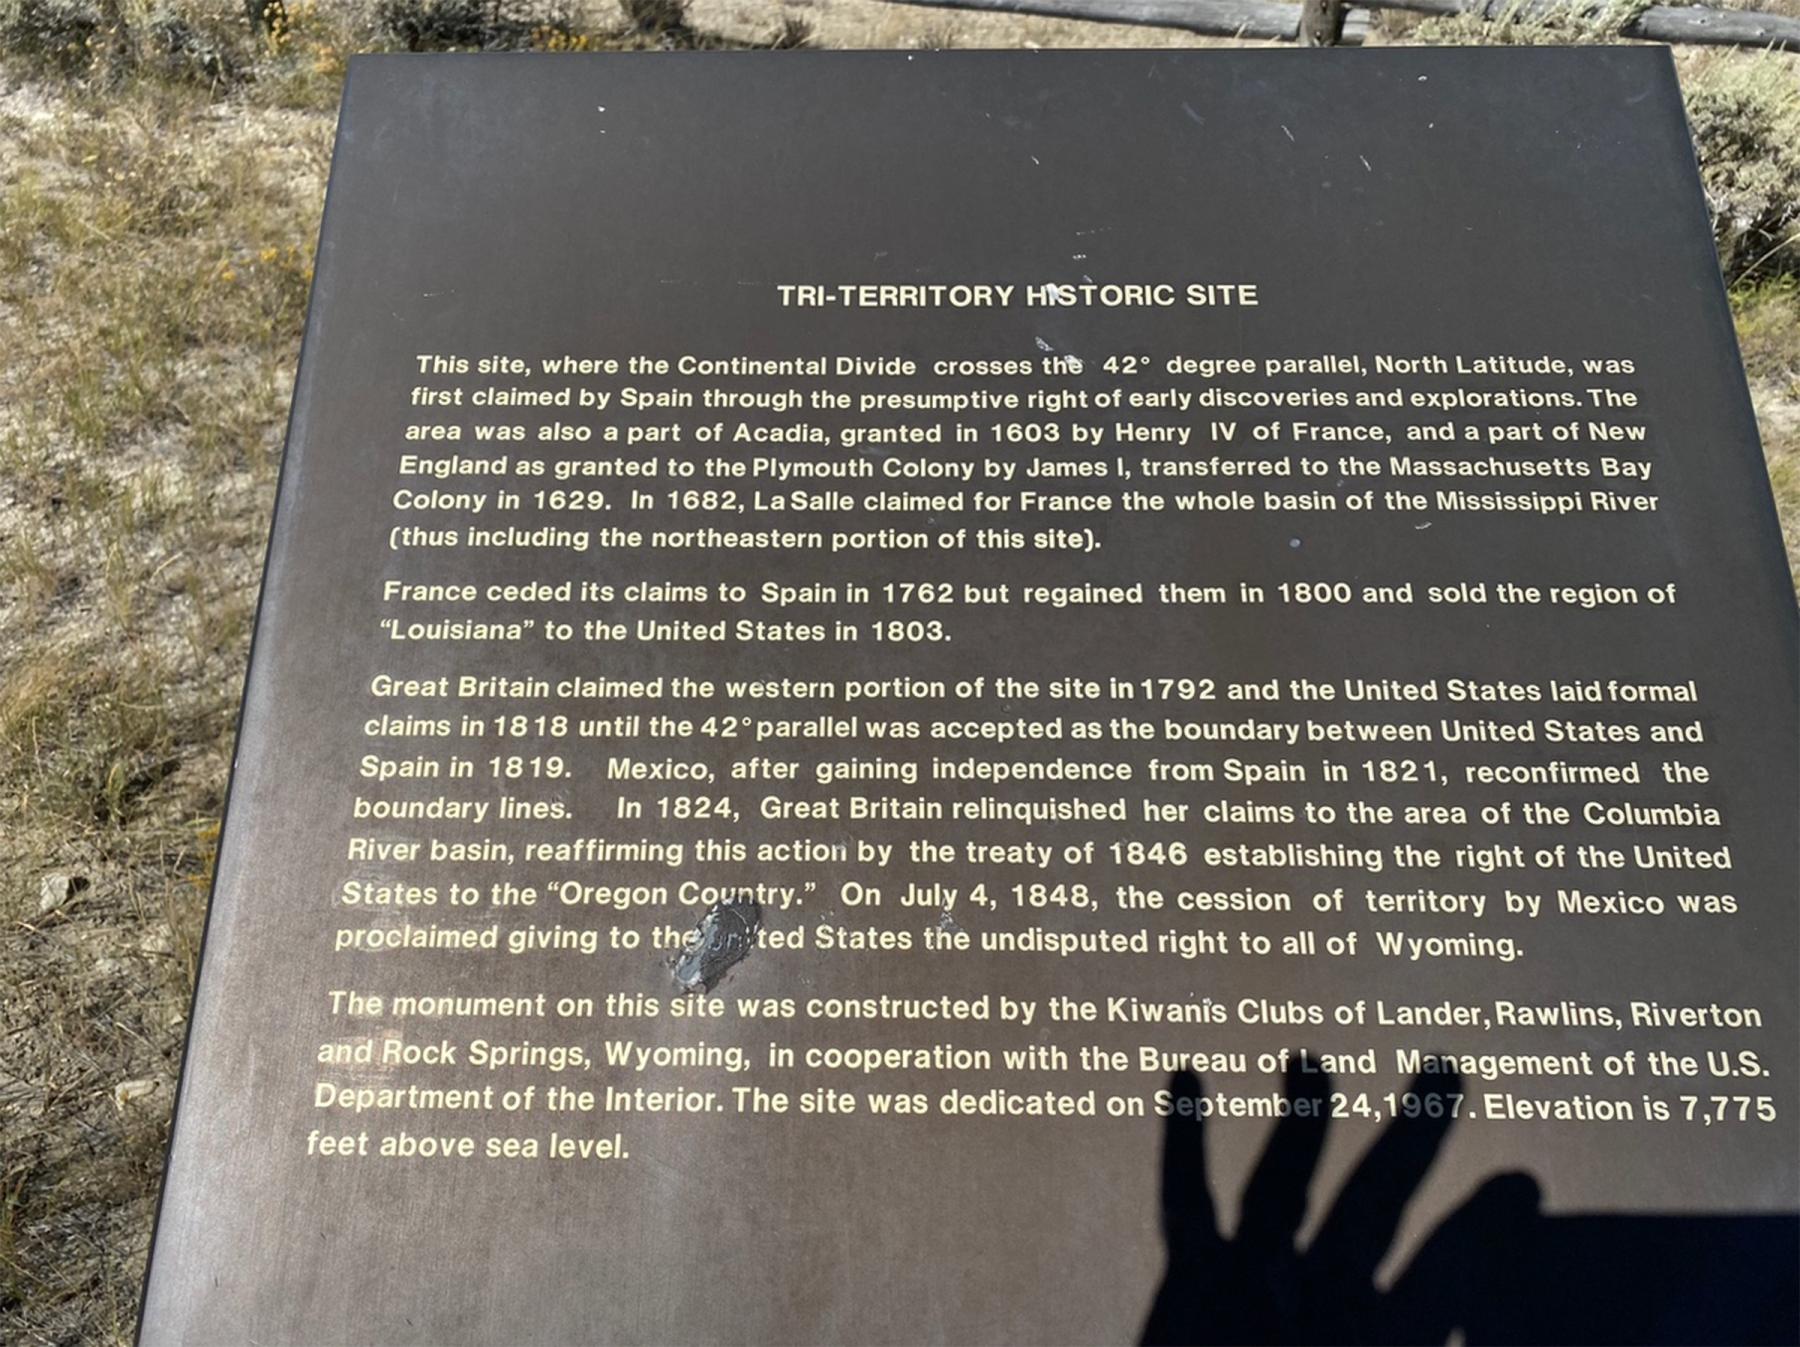 TRI-TERRITORY HISTORIC SITE
This site, where the Continental Divide crosses the 42° degree parallel, North Latitude, was
first claimed by Spain through the presumptive right of early discoveries and explorations. The
area was also a part of Acadia, granted in 1603 by Henry IV of France, and a part of New
England as granted to the Plymouth Colony by James I, transferred to the Massachusetts Bay
Colony in 1629. In 1682, La Salle claimed for France the whole basin of the Mississippi River
(thus including the northeastern portion of this site).
France ceded its claims to Spain in 1762 but regained them in 1800 and sold the region of
“Louisiana” to the United States in 1803.
Great Britain claimed the western portion of the site in 1792 and the United States laid formal
claims in 1818 until the 42° parallel was accepted as the boundary between United States and
Spain in 1819. Mexico, after gaining independence from Spain in 1821, reconfirmed the
boundary lines. In 1824, Great Britain relinquished her claims to the area of the Columbia
River basin, reaffirming this action by the treaty of 1846 establishing the right of the United
States to the “Oregon Country.” On July 4, 1848, the cession of territory by Mexico was
proclaimed giving to the United States the undisputed right to all of Wyoming.
The monument on this site was constructed by the Kiwanis Clubs of Lander, Rawlins, Riverton
and Rock Springs, Wyoming, in cooperation with the Bureau of Land Management of the U.S.
Department of the Interior. The site was dedicated on September 24, 1967. Elevation is 7,775
feet above sea level.